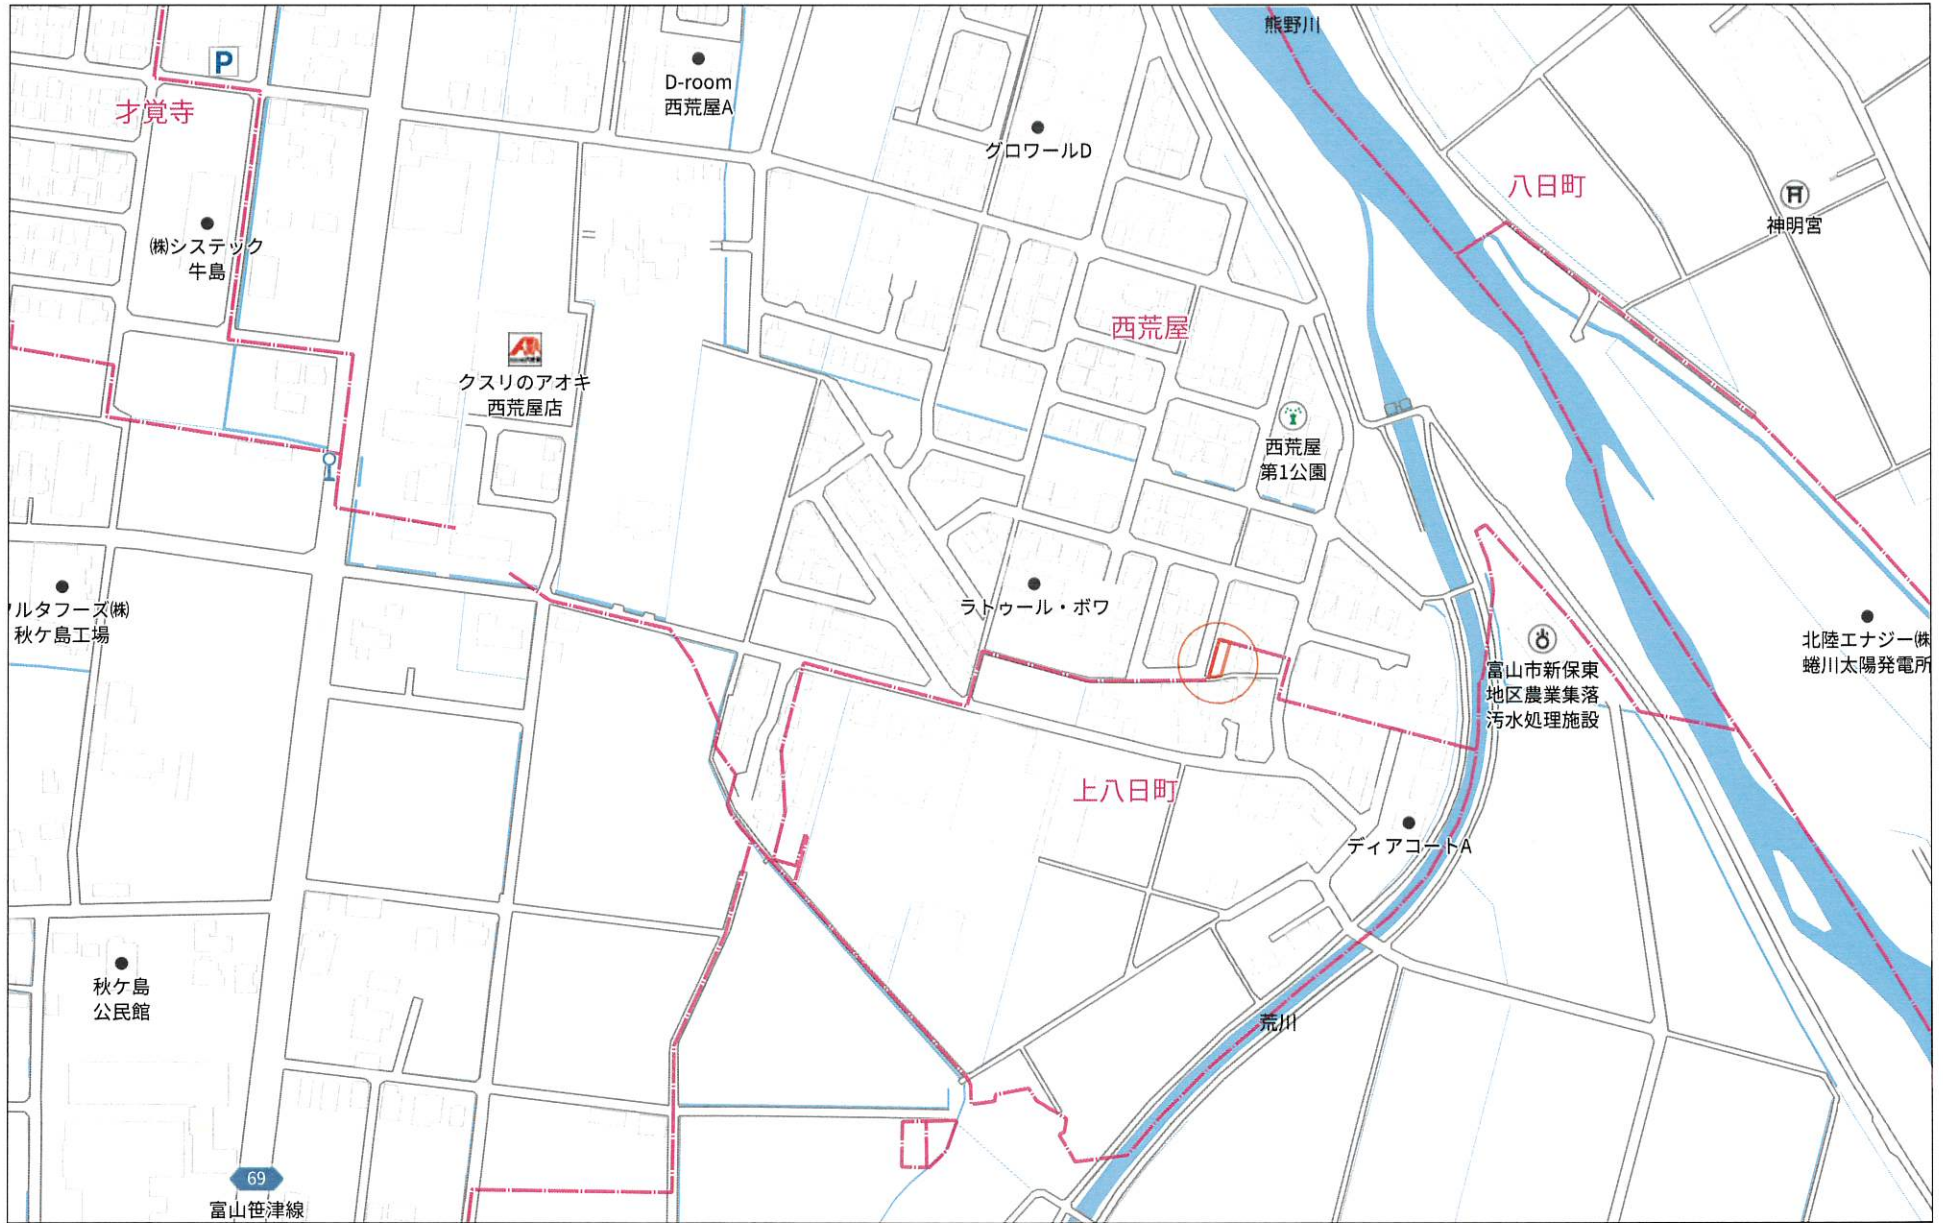 熊野川
P
D-room
西荒屋A
才覚寺
グロワールD
八日町
神明宮
㈱システック
牛島
西荒屋
クスリのアオキ
西荒屋店
西荒屋
第1公園
ラトゥール・ボワ
ソルタフーズ㈱
秋ケ島工場
富山市新保東
地区農業集落
汚水処理施設
北陸エナジー㈱
蜷川太陽発電所
上八日町
ディアコートA
秋ケ島
公民館
荒川
69
富山笹津線